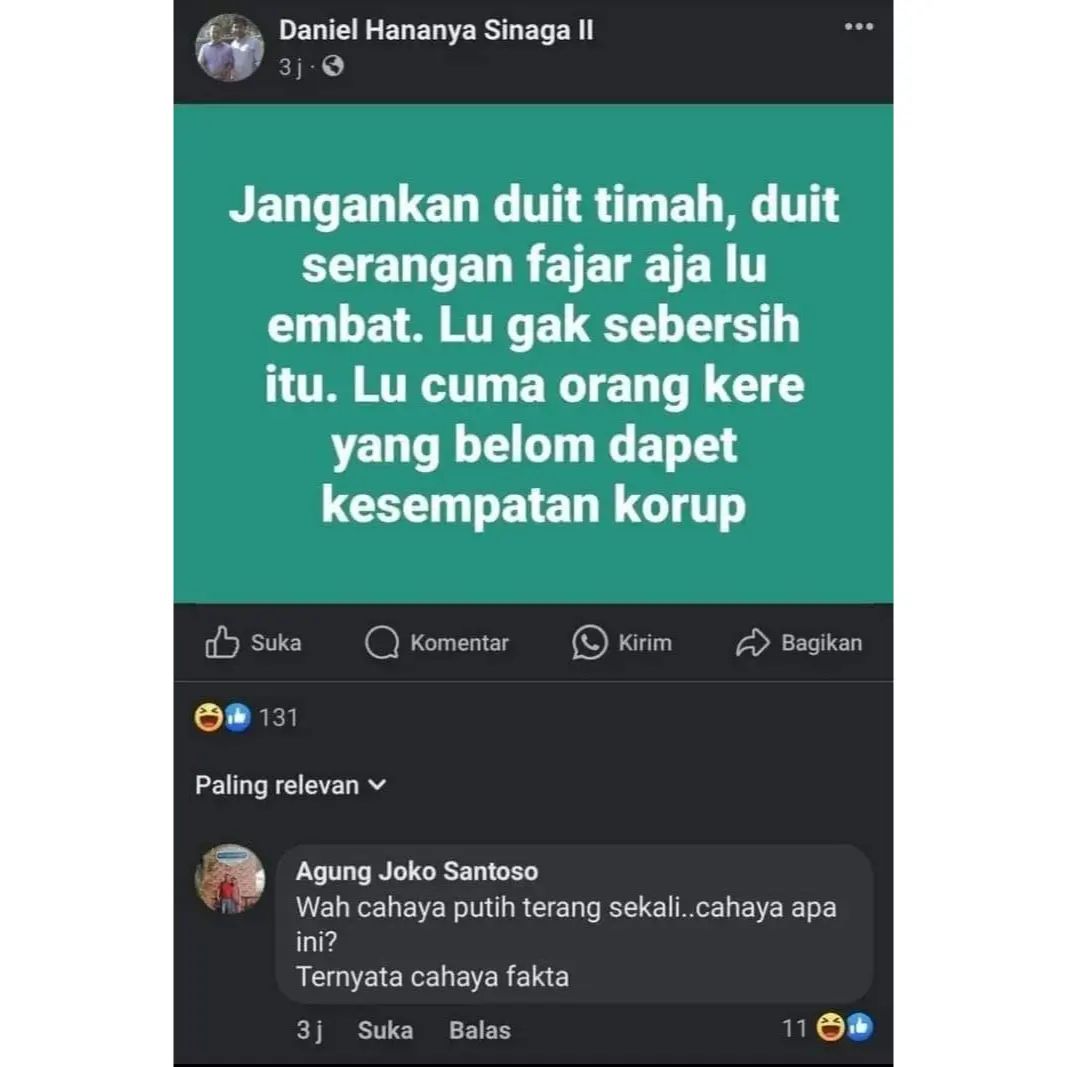 Daniel Hananya Sinaga II
3 j ·
Jangankan duit timah, duit
serangan fajar aja lu
embat. Lu gak sebersih
itu. Lu cuma orang kere
yang belom dapet
kesempatan korup
Suka Komentar Kirim Bagikan
131
Paling relevan
Agung Joko Santoso
Wah cahaya putih terang sekali..cahaya apa
ini?
Ternyata cahaya fakta
3 j Suka Balas 11